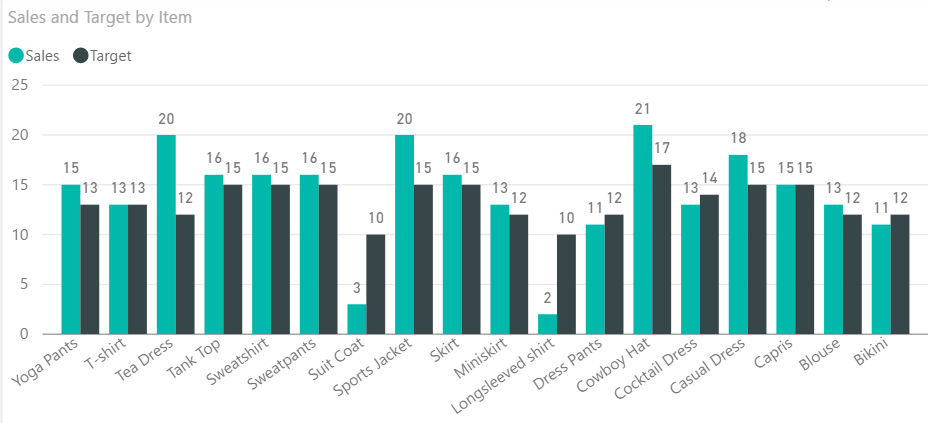 Sales and Target by Item
Sales Target
25
20
15
10
5
0
15 13 13 13 20 12 16 15 16 15 16 15 3 10 20 15 16 15 13 12 2 10 11 12 21 17 13 14 18 15 15 15 13 12 11 12
Yoga Pants
T-shirt
Tea Dress
Tank Top
Sweatshirt
Sweatpants
Suit Coat
Sports Jacket
Skirt
Miniskirt
Longsleeved shirt
Dress Pants
Cowboy Hat
Cocktail Dress
Casual Dress
Capris
Blouse
Bikini